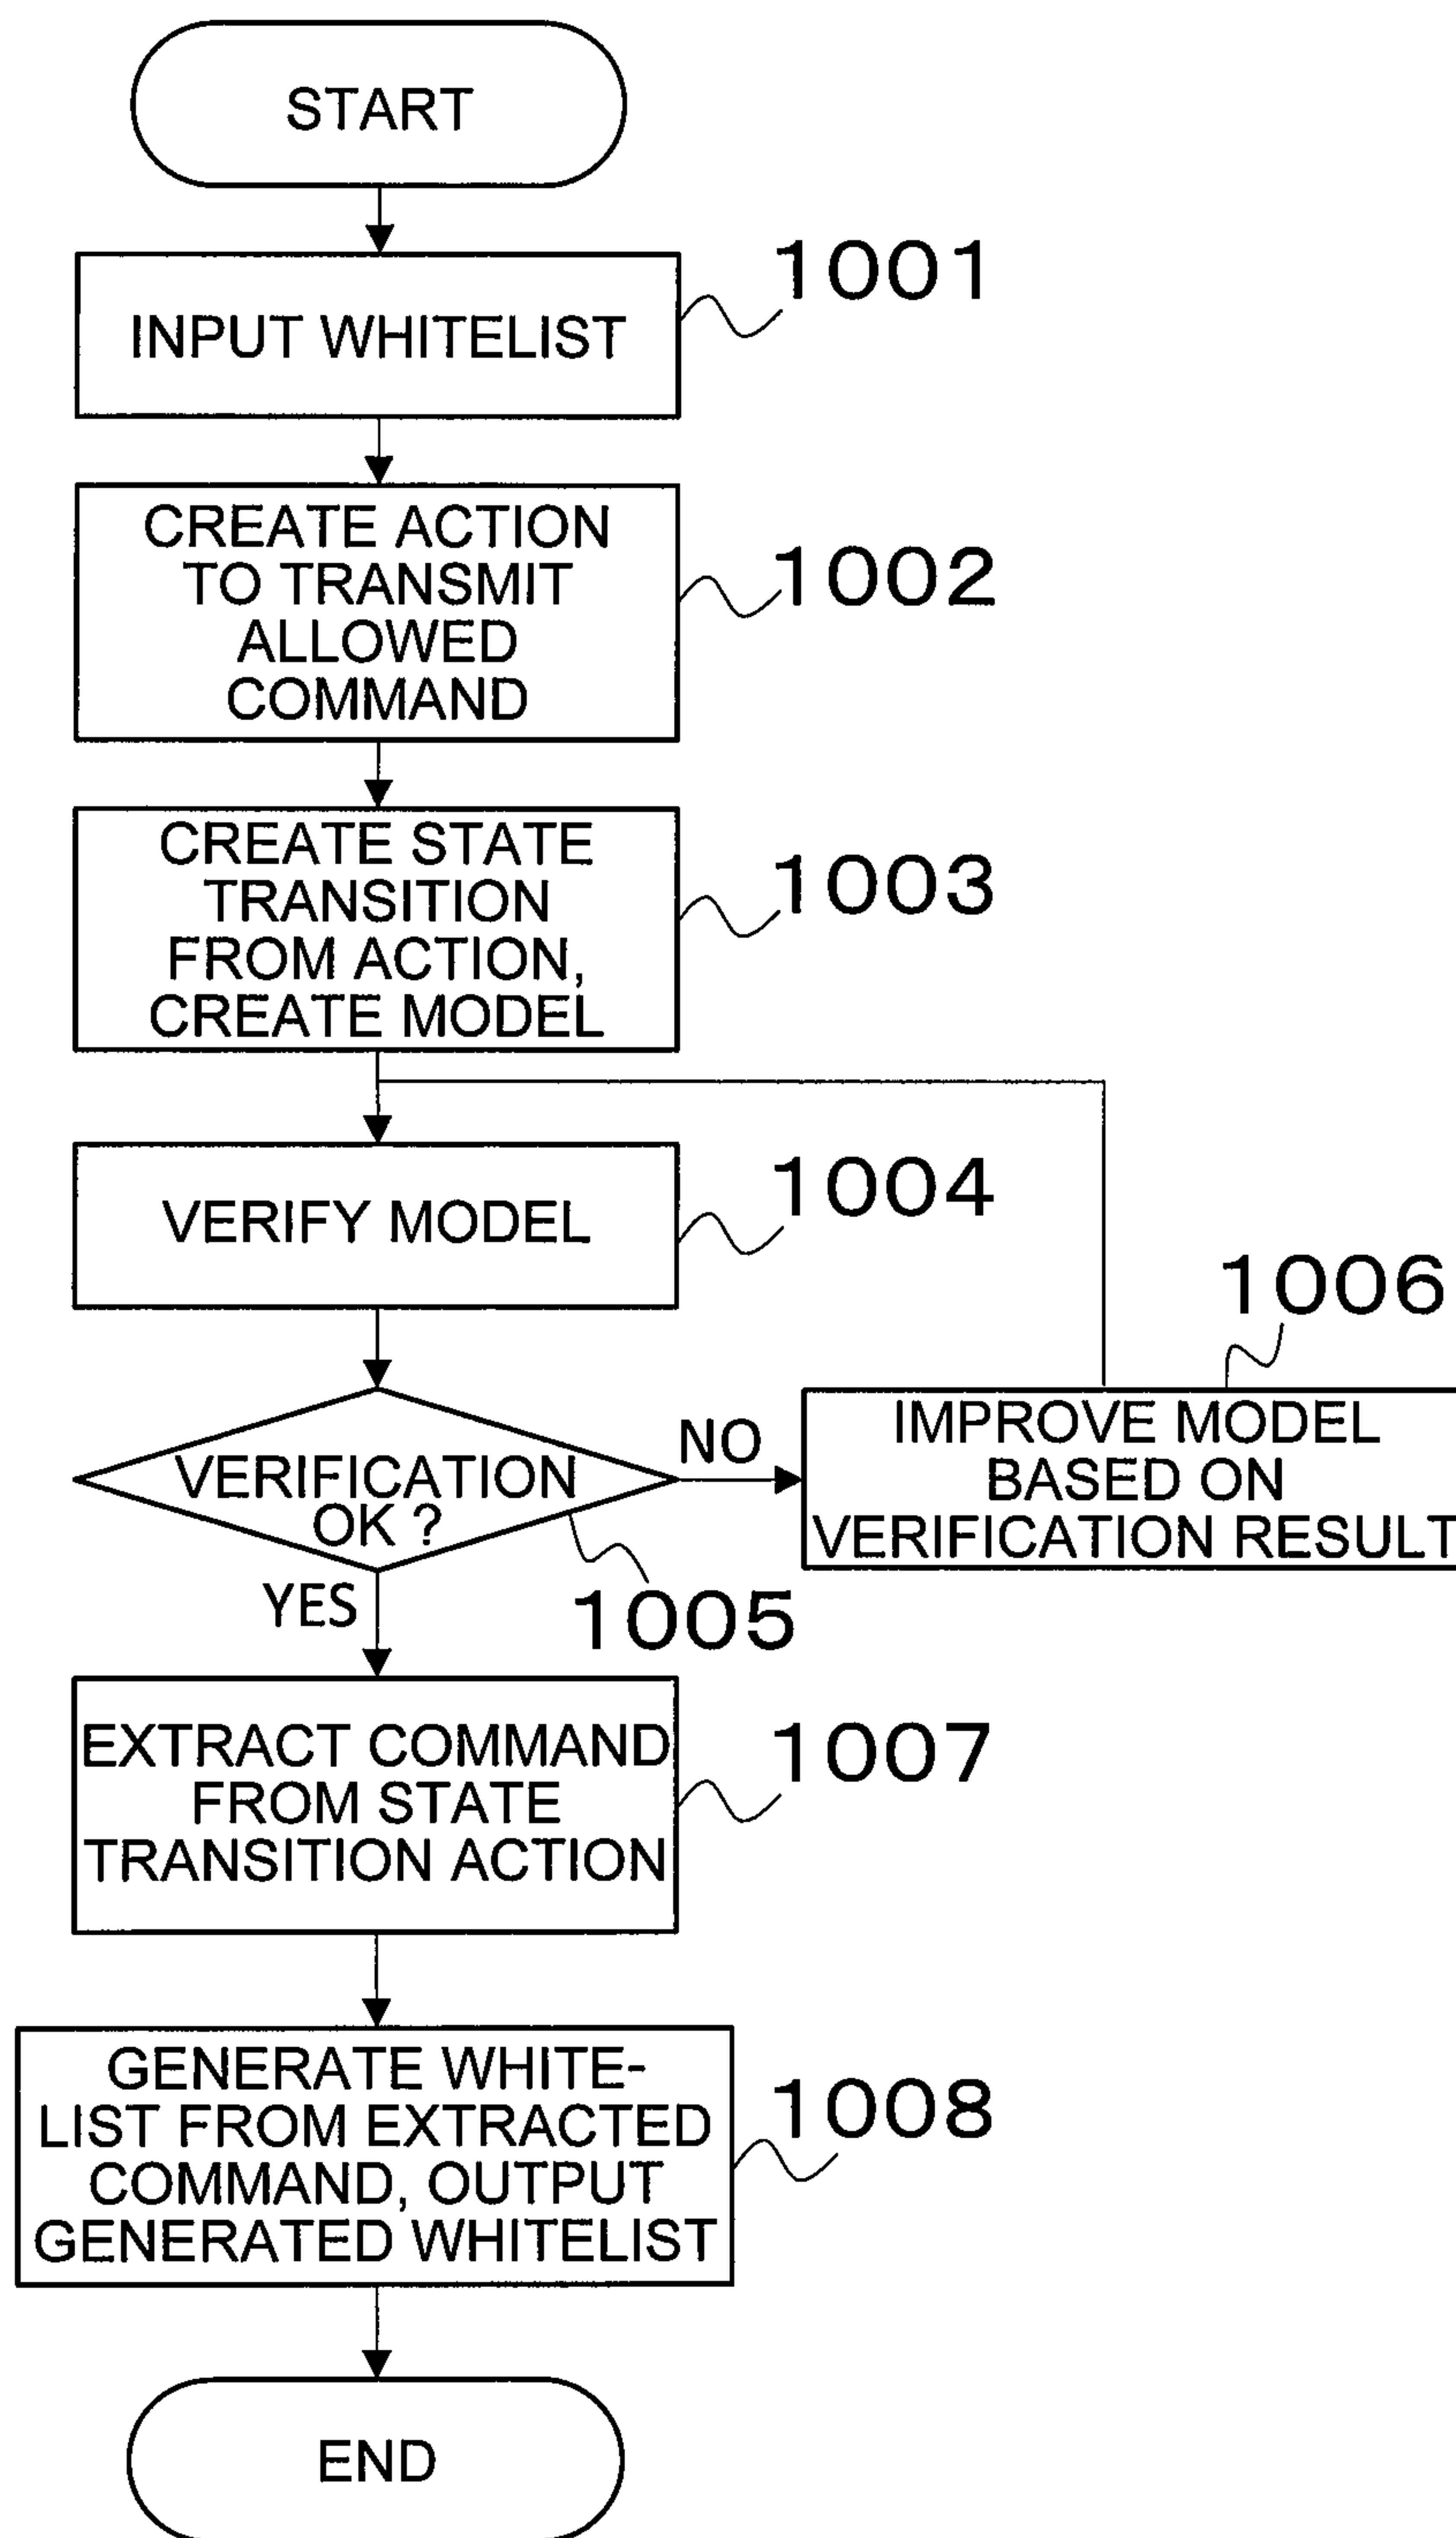 START
1001
INPUT WHITELIST
CREATE ACTION
TO TRANSMIT
ALLOWED
COMMAND
1002
CREATE STATE
TRANSITION
FROM ACTION,
CREATE MODEL
1003
VERIFY MODEL
1004
1006
VERIFICATION
OK ?
NO
IMPROVE MODEL
BASED ON
VERIFICATION RESULT
YES
1005
EXTRACT COMMAND
FROM STATE
TRANSITION ACTION
1007
GENERATE WHITE-
LIST FROM EXTRACTED
COMMAND, OUTPUT
GENERATED WHITELIST
1008
END